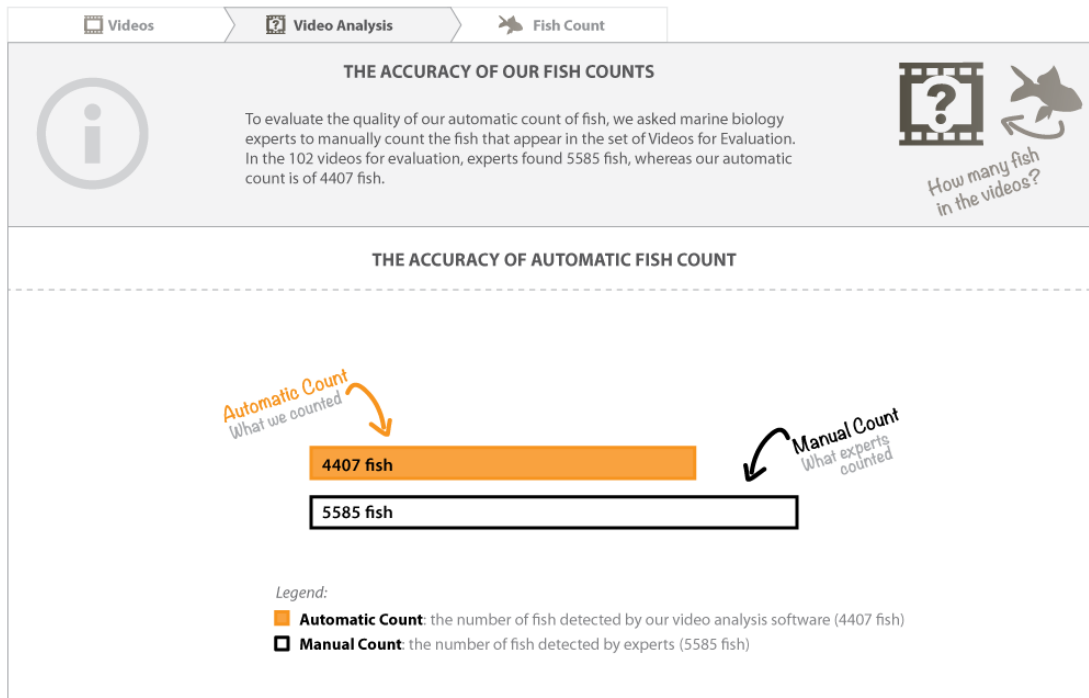 Videos
Video Analysis
Fish Count
THE ACCURACY OF OUR FISH COUNTS
To evaluate the quality of our automatic count of fish, we asked marine biology
experts to manually count the fish that appear in the set of Videos for Evaluation.
In the 102 videos for evaluation, experts found 5585 fish, whereas our automatic
count is of 4407 fish.
?
How many fish
in the videos?
THE ACCURACY OF AUTOMATIC FISH COUNT
Automatic Count
What we counted
Manual Count
What experts
counted
4407 fish
5585 fish
Legend:
Automatic Count: the number of fish detected by our video analysis software (4407 fish)
Manual Count: the number of fish detected by experts (5585 fish)